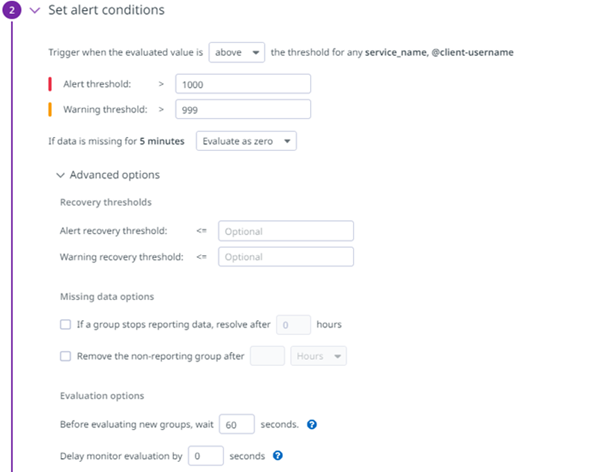 2 Set alert conditions
Trigger when the evaluated value is above the threshold for any service_name, @client-username
Alert threshold: > 1000
Warning threshold: > 999
If data is missing for 5 minutes Evaluate as zero
Advanced options
Recovery thresholds
Alert recovery threshold: <= Optional
Warning recovery threshold: <= Optional
Missing data options
If a group stops reporting data, resolve after 0 hours
Remove the non-reporting group after Hours
Evaluation options
Before evaluating new groups, wait 60 seconds. ?
Delay monitor evaluation by 0 seconds ?